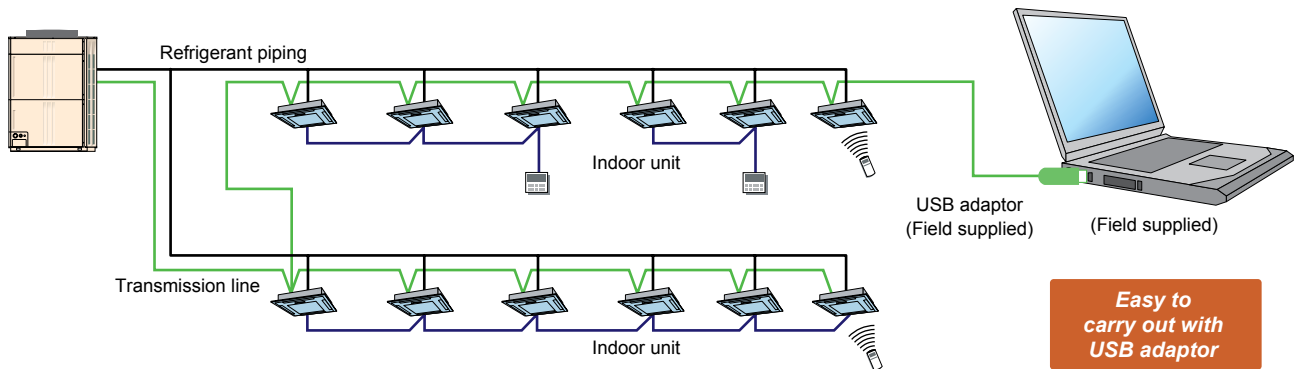 Refrigerant piping
Indoor unit
USB adaptor
(Field supplied)
(Field supplied)
Transmission line
Indoor unit
Easy to
carry out with
USB adaptor